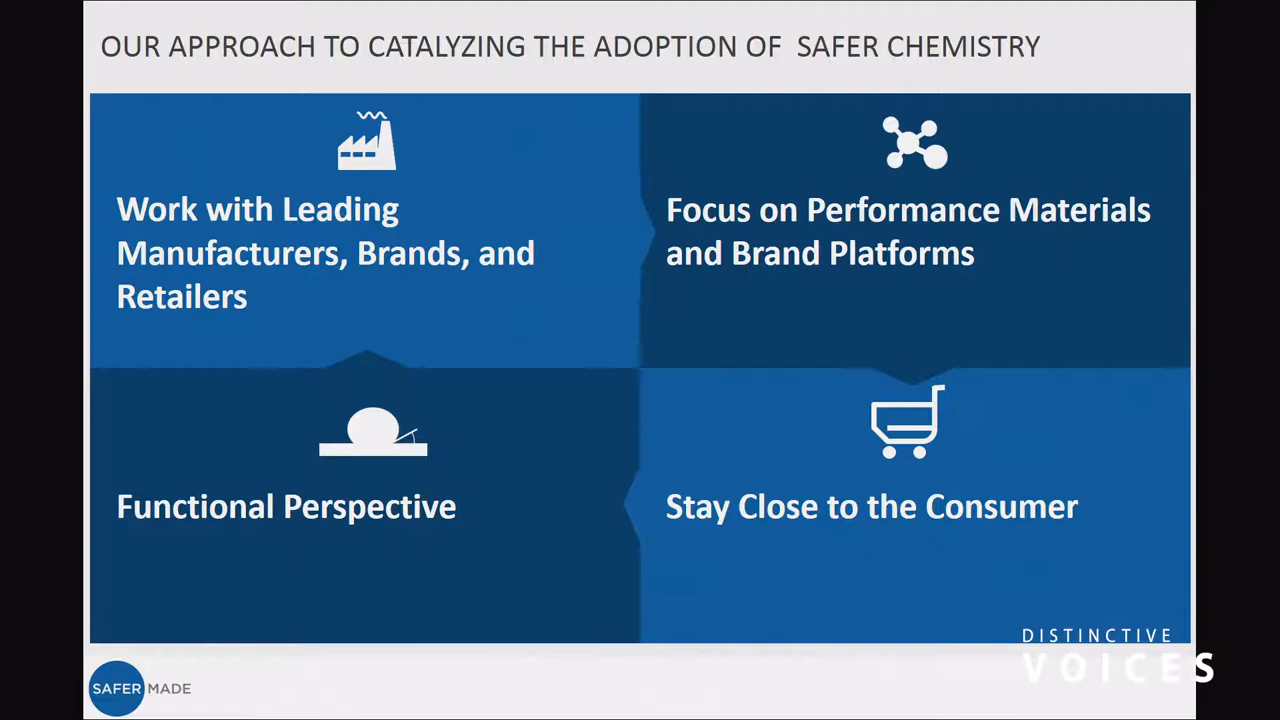 OUR APPROACH TO CATALYZING THE ADOPTION OF SAFER CHEMISTRY
Work with Leading
Manufacturers, Brands, and
Retailers
Focus on Performance Materials
and Brand Platforms
Functional Perspective
Stay Close to the Consumer
DISTINCTIVE
VOICES
SAFER MADE